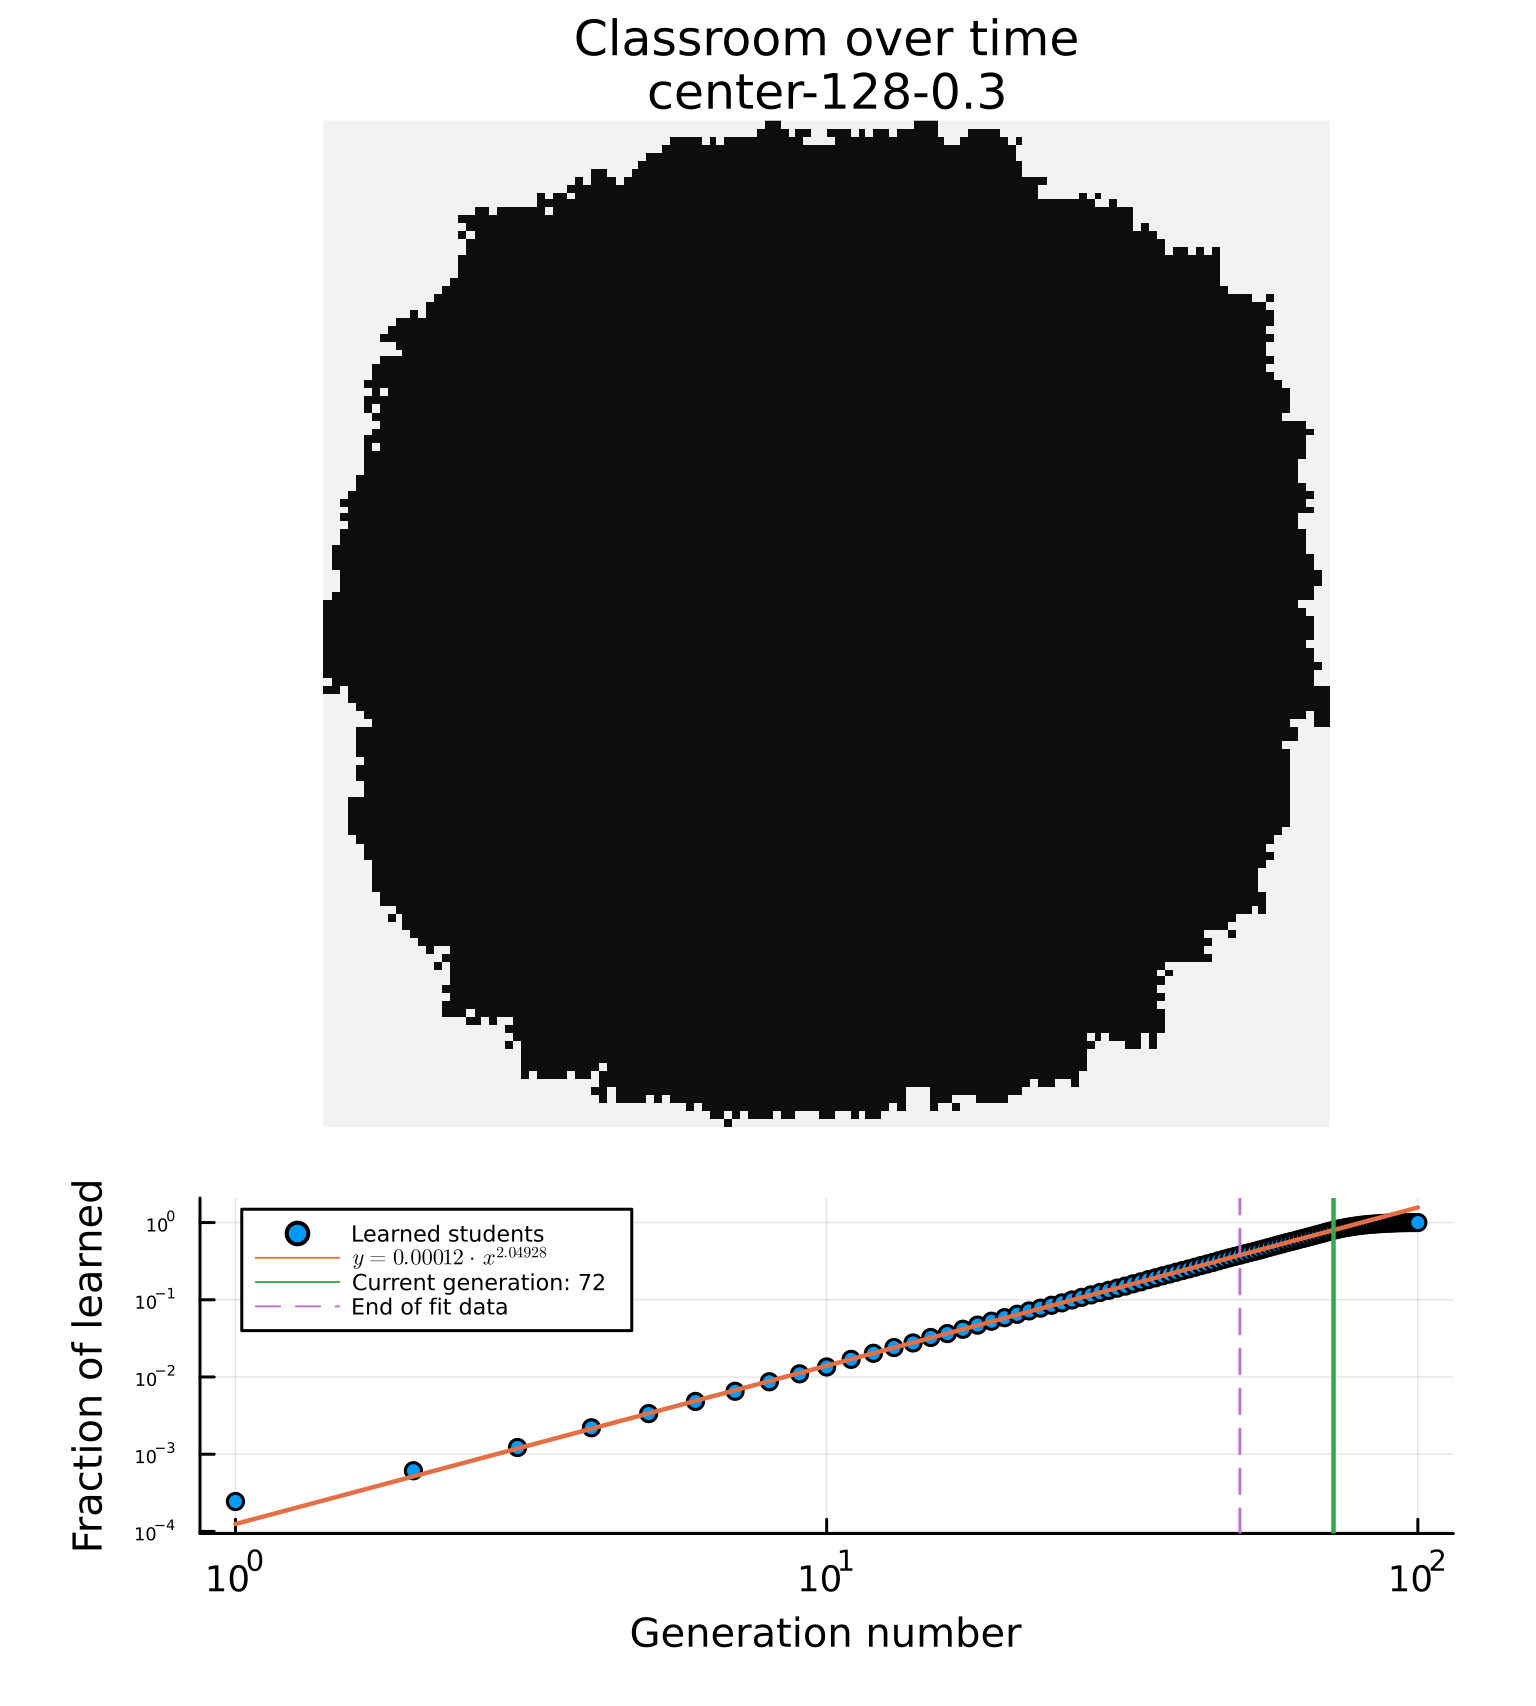 Classroom over time
center-128-0.3
Fraction of learned
10^0
10^-1
10^-2
10^-3
10^-4
Learned students
y = 0.00012 · x^2.04928
Current generation: 72
End of fit data
10^0 10^1 10^2
Generation number